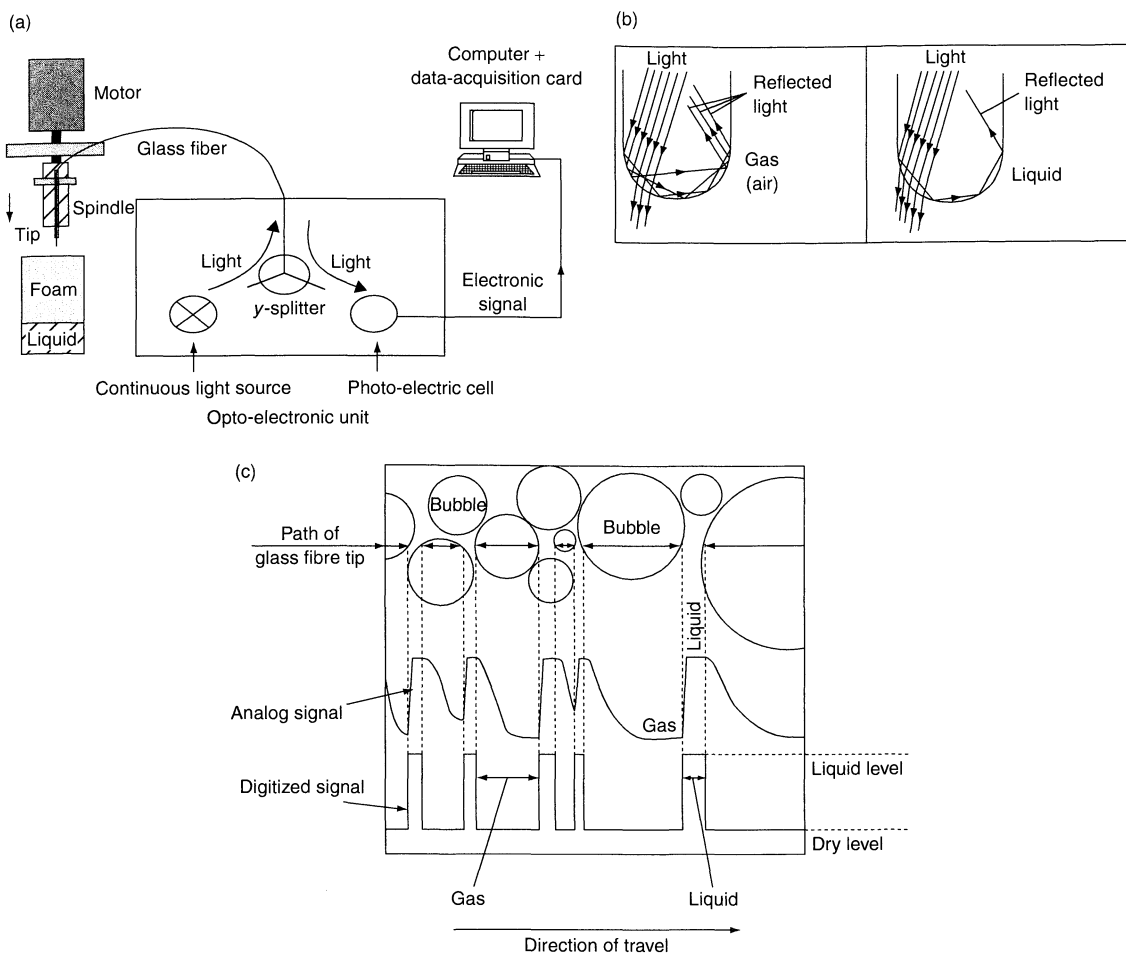 (a)
Motor
Glass fiber
Spindle
Tip
Foam
Liquid
Computer +
data-acquisition card
Light
Light
y-splitter
Electronic
signal
Continuous light source
Photo-electric cell
Opto-electronic unit
(b)
Light
Reflected
light
Gas
(air)
Light
Reflected
light
Liquid
(c)
Bubble
Bubble
Path of
glass fibre tip
Liquid
Analog signal
Gas
Liquid level
Digitized signal
Dry level
Gas
Liquid
Direction of travel